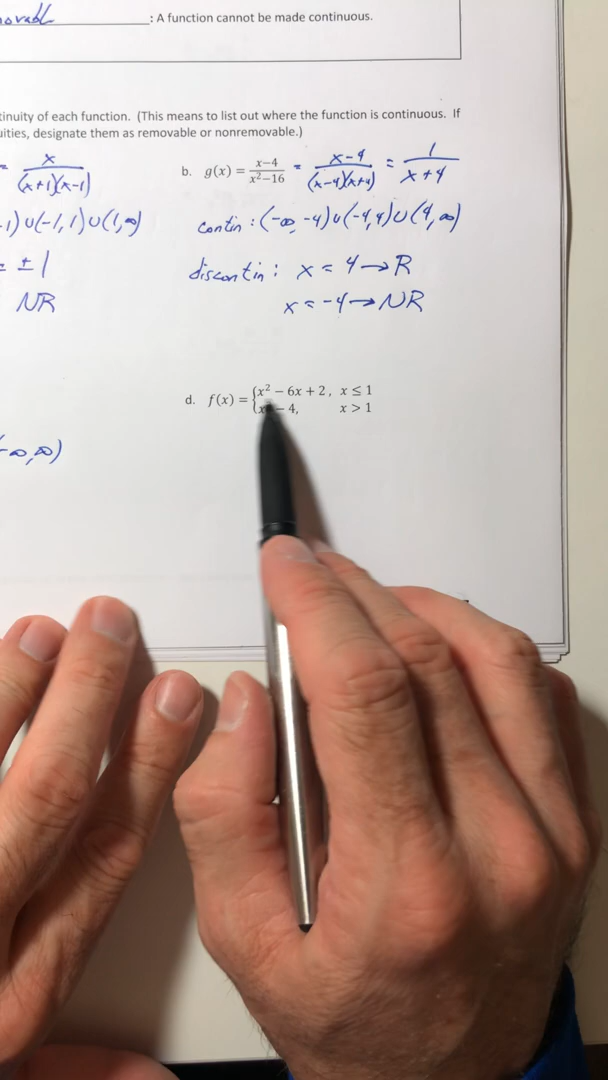 : A function cannot be made continuous.
tinuity of each function. (This means to list out where the function is continuous. If
uities, designate them as removable or nonremovable.)
= x/((x+1)(x-1))
b. g(x) = (x−4)/(x²−16) = (x-4)/((x-4)(x+4)) = 1/(x+4)
-1)∪(-1,1)∪(1,∞)
contin : (-∞,-4)∪(-4,4)∪(4,∞)
= ±1
discontin : x = 4→R
NR
x = -4→NR
d. f(x) = {x² − 6x + 2, x ≤ 1
− 4, x > 1
-∞,∞)